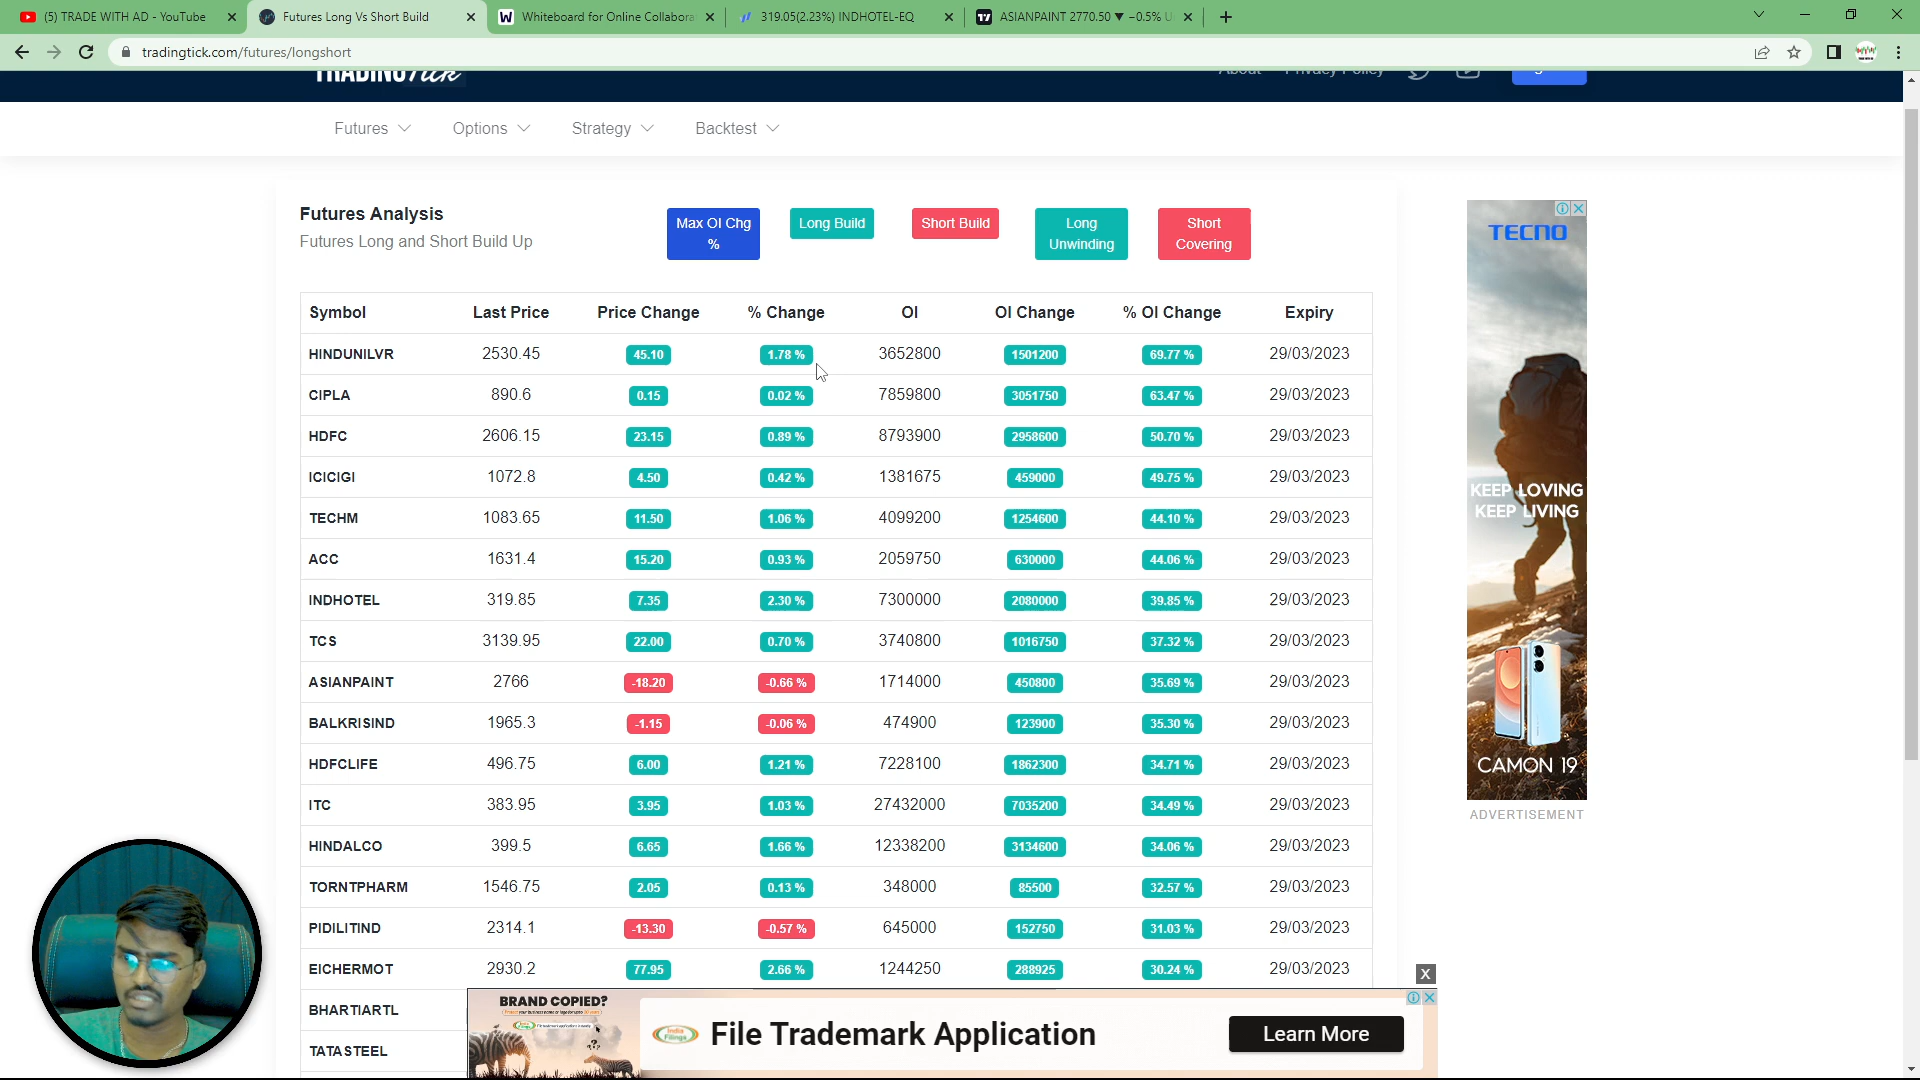 (5) TRADE WITH AD - YouTube
Futures Long Vs Short Build
Whiteboard for Online Collabora
319.05(2.23%) INDHOTEL-EQ
ASIANPAINT 2770.50 ▼ −0.5% U
tradingtick.com/futures/longshort
TRADINGTick
About Privacy Policy
Futures Options Strategy Backtest
Futures Analysis
Futures Long and Short Build Up
Max OI Chg
%
Long Build
Short Build
Long
Unwinding
Short
Covering
Symbol Last Price Price Change % Change OI OI Change % OI Change Expiry
HINDUNILVR 2530.45 45.10 1.78 % 3652800 1501200 69.77 % 29/03/2023
CIPLA 890.6 0.15 0.02 % 7859800 3051750 63.47 % 29/03/2023
HDFC 2606.15 23.15 0.89 % 8793900 2958600 50.70 % 29/03/2023
ICICIGI 1072.8 4.50 0.42 % 1381675 459000 49.75 % 29/03/2023
TECHM 1083.65 11.50 1.06 % 4099200 1254600 44.10 % 29/03/2023
ACC 1631.4 15.20 0.93 % 2059750 630000 44.06 % 29/03/2023
INDHOTEL 319.85 7.35 2.30 % 7300000 2080000 39.85 % 29/03/2023
TCS 3139.95 22.00 0.70 % 3740800 1016750 37.32 % 29/03/2023
ASIANPAINT 2766 -18.20 -0.66 % 1714000 450800 35.69 % 29/03/2023
BALKRISIND 1965.3 -1.15 -0.06 % 474900 123900 35.30 % 29/03/2023
HDFCLIFE 496.75 6.00 1.21 % 7228100 1862300 34.71 % 29/03/2023
ITC 383.95 3.95 1.03 % 27432000 7035200 34.49 % 29/03/2023
HINDALCO 399.5 6.65 1.66 % 12338200 3134600 34.06 % 29/03/2023
TORNTPHARM 1546.75 2.05 0.13 % 348000 85500 32.57 % 29/03/2023
PIDILITIND 2314.1 -13.30 -0.57 % 645000 152750 31.03 % 29/03/2023
EICHERMOT 2930.2 77.95 2.66 % 1244250 288925 30.24 % 29/03/2023
BHARTIARTL
TATASTEEL
TECNO
KEEP LOVING
KEEP LIVING
CAMON 19
ADVERTISEMENT
X
BRAND COPIED?
India
Filings
File Trademark Application
Learn More